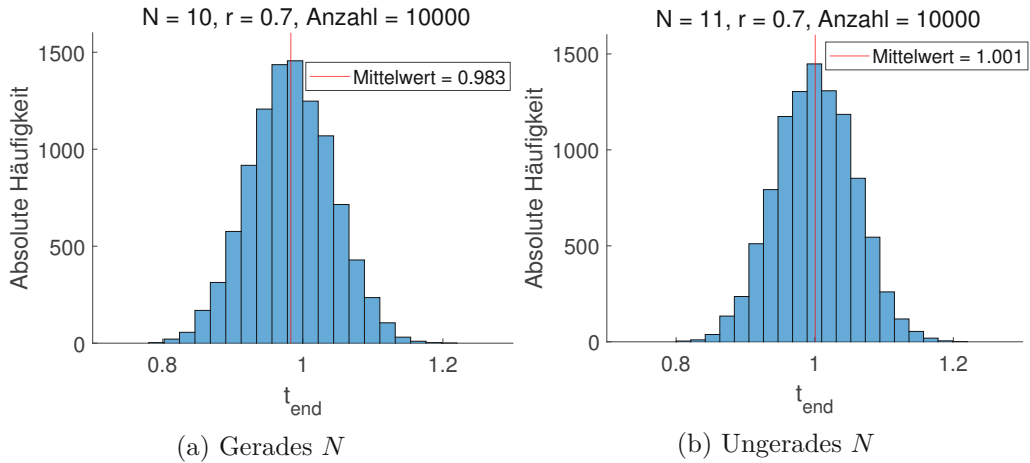 N = 10, r = 0.7, Anzahl = 10000
1500
1000
500
0
Absolute Häufigkeit
Mittelwert = 0.983
0.8 1 1.2
t_end
(a) Gerades N
N = 11, r = 0.7, Anzahl = 10000
1500
1000
500
0
Absolute Häufigkeit
Mittelwert = 1.001
0.8 1 1.2
t_end
(b) Ungerades N